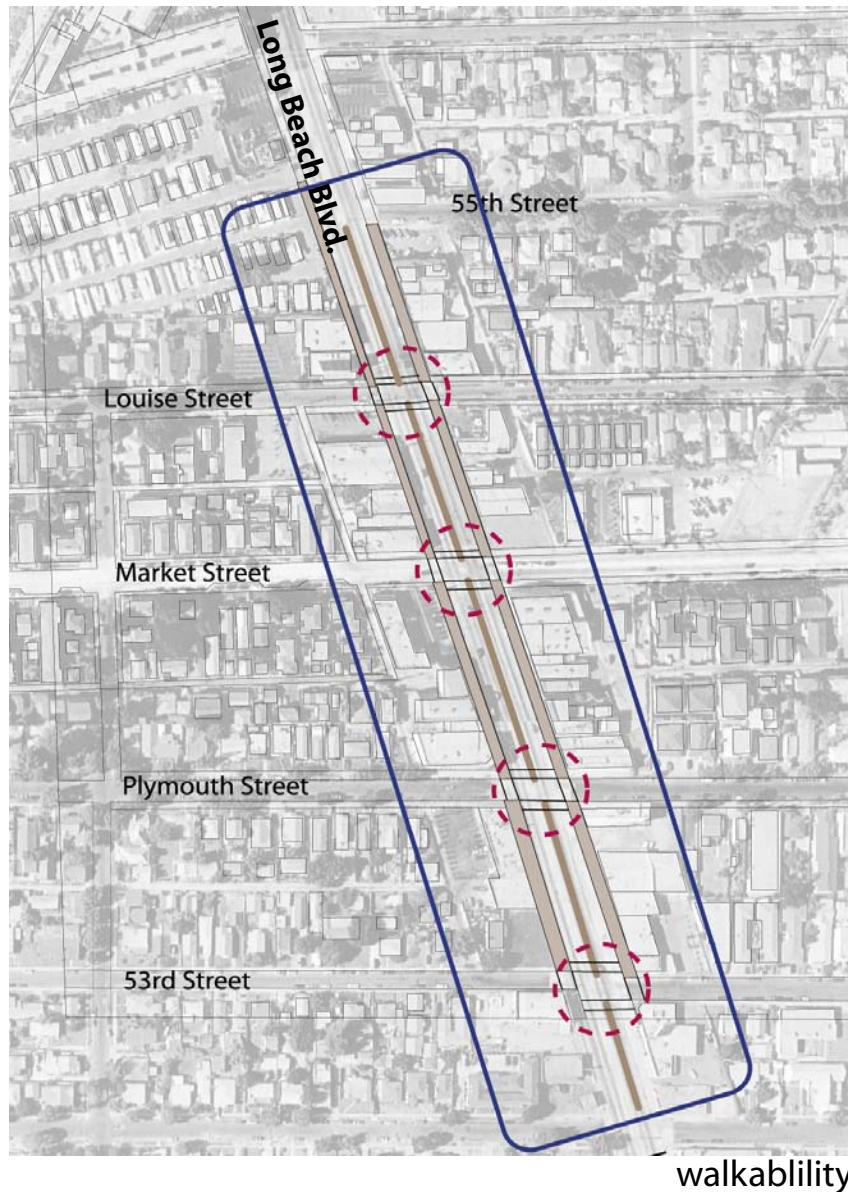 Long Beach Blvd.
55th Street
Louise Street
Market Street
Plymouth Street
53rd Street
walkablility